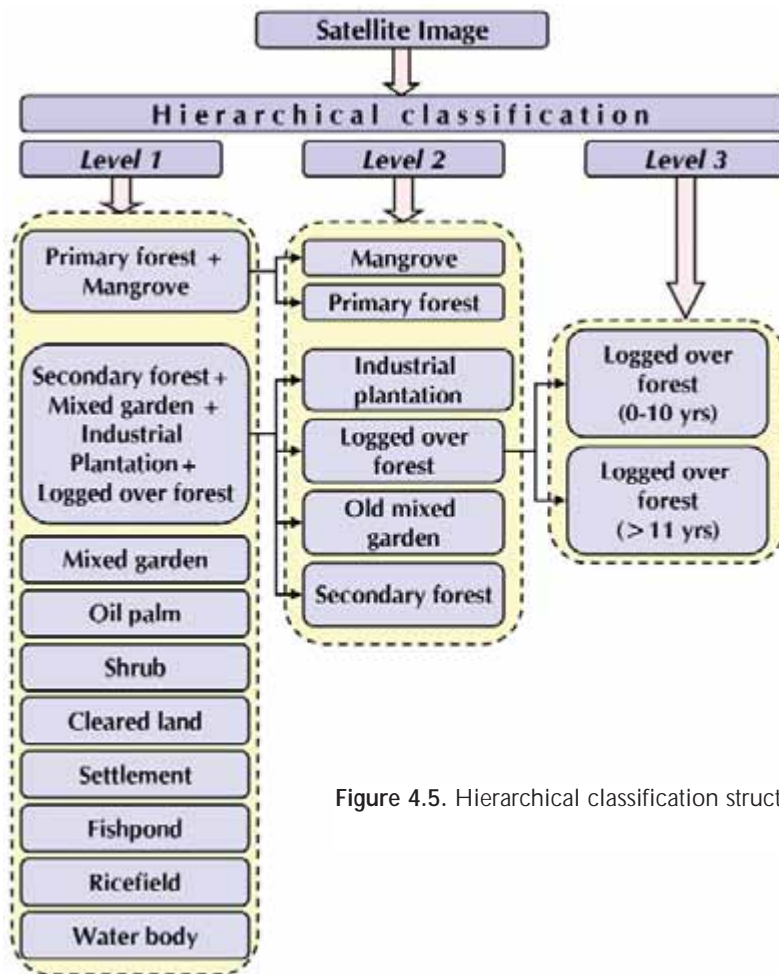 Satellite Image
Hierarchical classification
Level 1
Level 2
Level 3
Primary forest +
Mangrove
Secondary forest +
Mixed garden +
Industrial
Plantation +
Logged over forest
Mixed garden
Oil palm
Shrub
Cleared land
Settlement
Fishpond
Ricefield
Water body
Mangrove
Primary forest
Industrial
plantation
Logged over
forest
Old mixed
garden
Secondary forest
Logged over
forest
(0-10 yrs)
Logged over
forest
(> 11 yrs)
Figure 4.5. Hierarchical classification struct